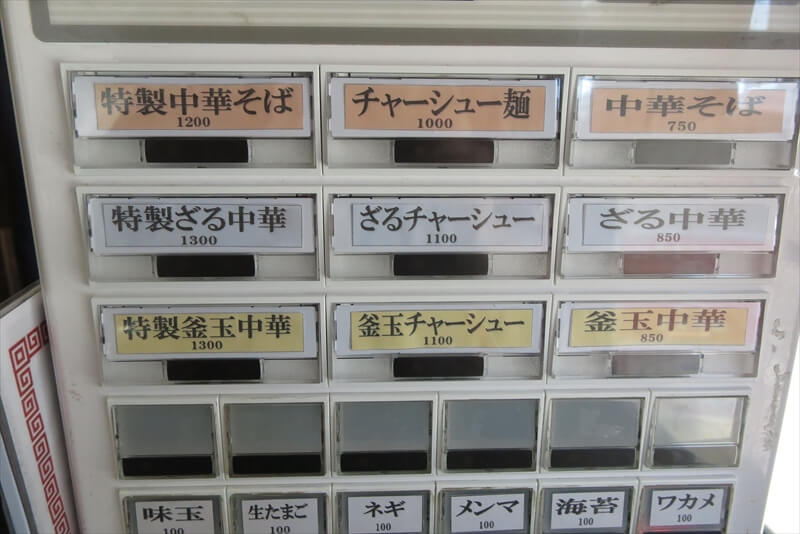 特製中華そば
1200
チャーシュー麺
1000
中華そば
750
特製ざる中華
1300
ざるチャーシュー
1100
ざる中華
850
特製釜玉中華
1300
釜玉チャーシュー
1100
釜玉中華
850
味玉
100
生たまご
100
ネギ
100
メンマ
100
海苔
100
ワカメ
100